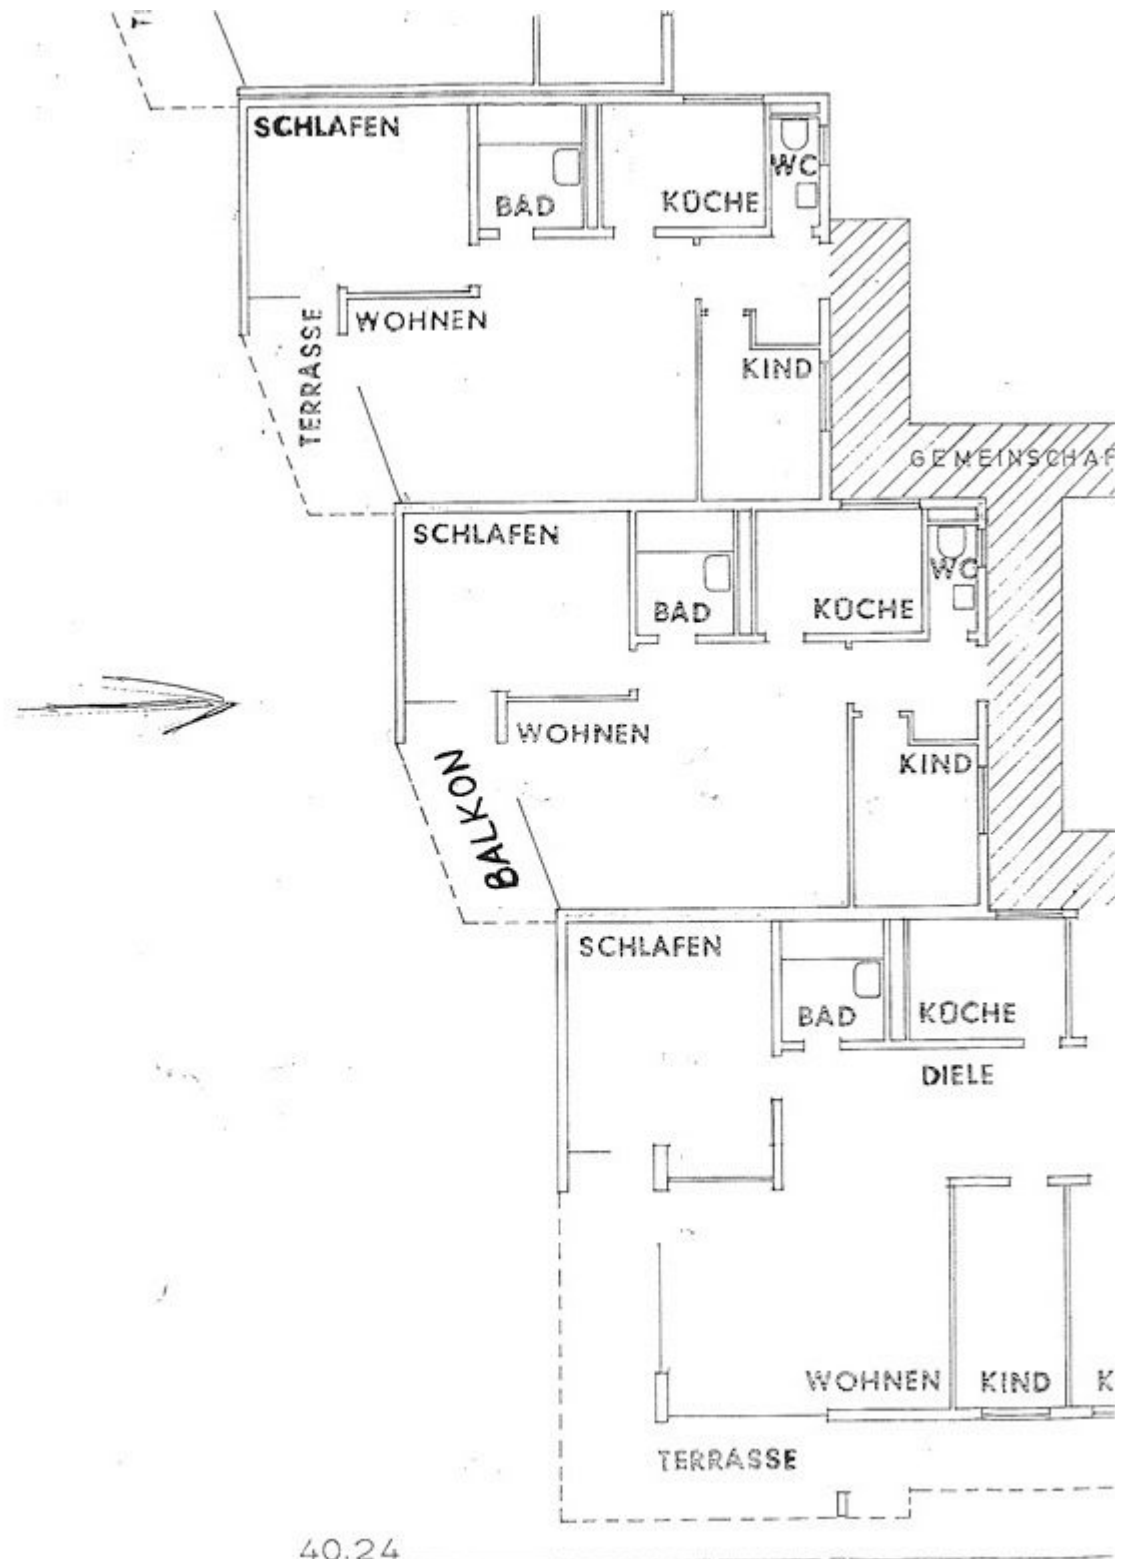 SCHLAFEN
BAD
KÜCHE
WC
TERRASSE
WOHNEN
KIND
GEMEINSCHAF
SCHLAFEN
BAD
KÜCHE
WC
WOHNEN
KIND
BALKON
SCHLAFEN
BAD
KÜCHE
DIELE
WOHNEN
KIND
K
TERRASSE
40.24